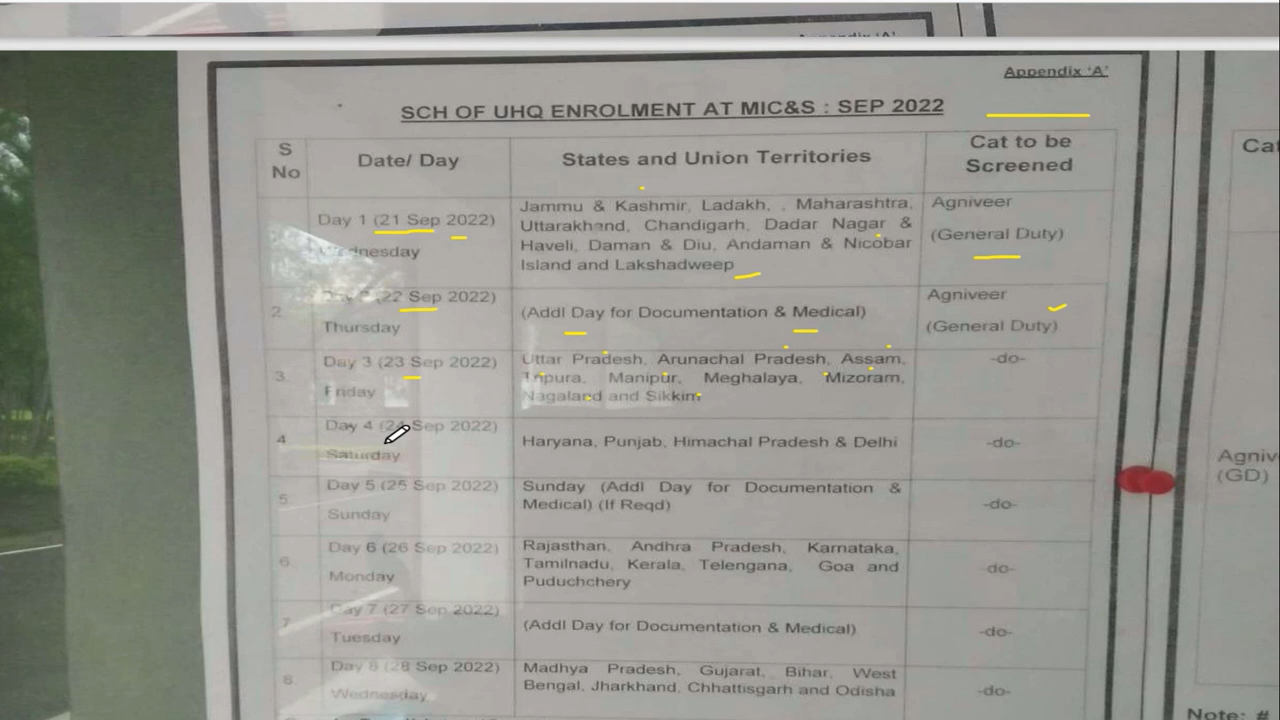 Appendix 'A'
SCH OF UHQ ENROLMENT AT MIC&S : SEP 2022
S No
Date/ Day
States and Union Territories
Cat to be Screened
Day 1 (21 Sep 2022)
Jammu & Kashmir, Ladakh, . Maharashtra,
Uttarakhand, Chandigarh, Dadar Nagar &
Haveli, Daman & Diu, Andaman & Nicobar
Island and Lakshadweep
Agniveer
(General Duty)
2
(22 Sep 2022)
Thursday
(Addl Day for Documentation & Medical)
Agniveer
(General Duty)
3.
Day 3 (23 Sep 2022)
Friday
Uttar Pradesh, Arunachal Pradesh, Assam,
Tripura, Manipur, Meghalaya, Mizoram,
Nagaland and Sikkim
-do-
4
Day 4 (24 Sep 2022)
Saturday
Haryana, Punjab, Himachal Pradesh & Delhi
-do-
5.
Day 5 (25 Sep 2022)
Sunday
Sunday (Addl Day for Documentation &
Medical) (If Reqd)
-do-
6.
Day 6 (26 Sep 2022)
Monday
Rajasthan, Andhra Pradesh, Karnataka,
Tamilnadu, Kerala, Telengana, Goa and
Puduchchery
-do-
7.
Day 7 (27 Sep 2022)
Tuesday
(Addl Day for Documentation & Medical)
-do-
8.
Day 8 (28 Sep 2022)
Wednesday
Madhya Pradesh, Gujarat, Bihar, West
Bengal, Jharkhand, Chhattisgarh and Odisha
-do-
(GD)
Note: #